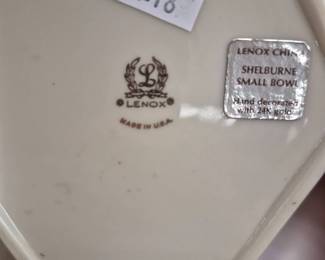 L
LENOX
MADE IN U.S.A.
LENOX CHINA
SHELBURNE
SMALL BOWL
Hand decorated
with 24K gold